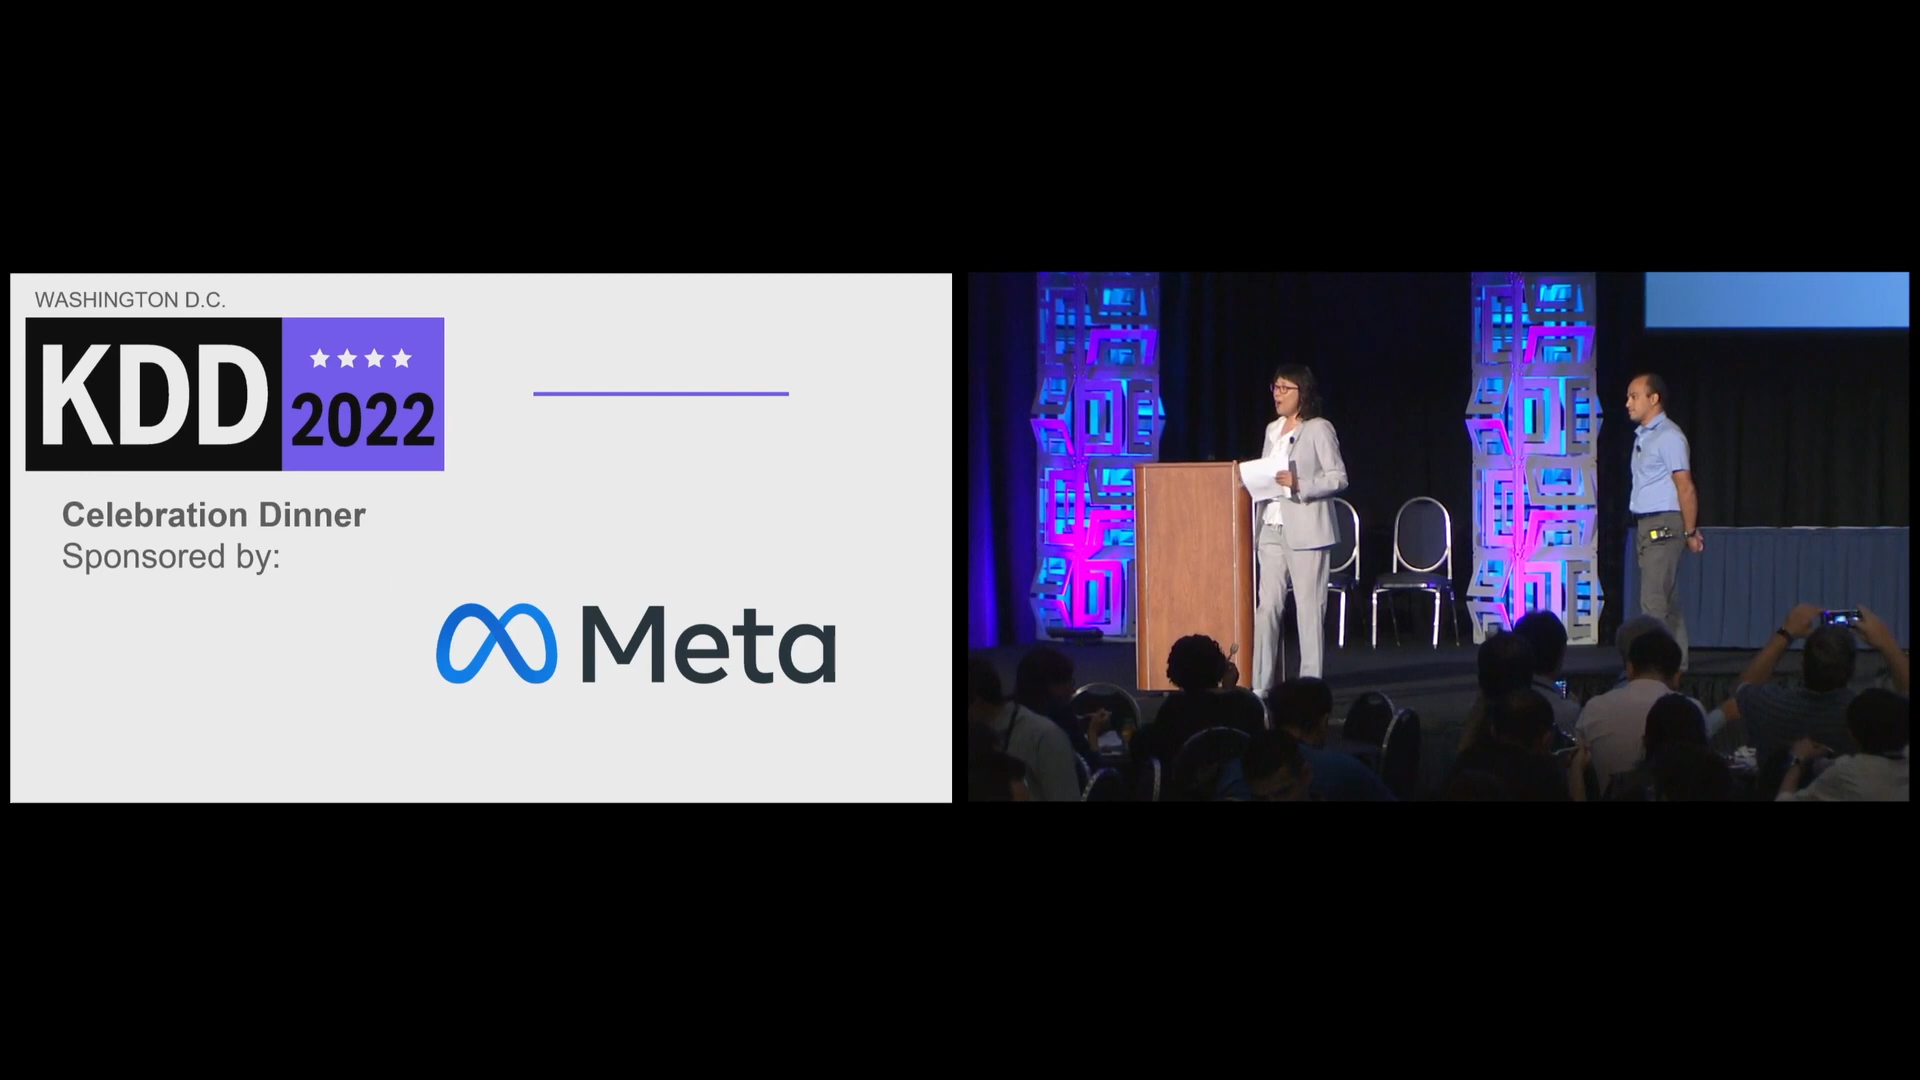 WASHINGTON D.C.
KDD
2022
Celebration Dinner
Sponsored by:
Meta